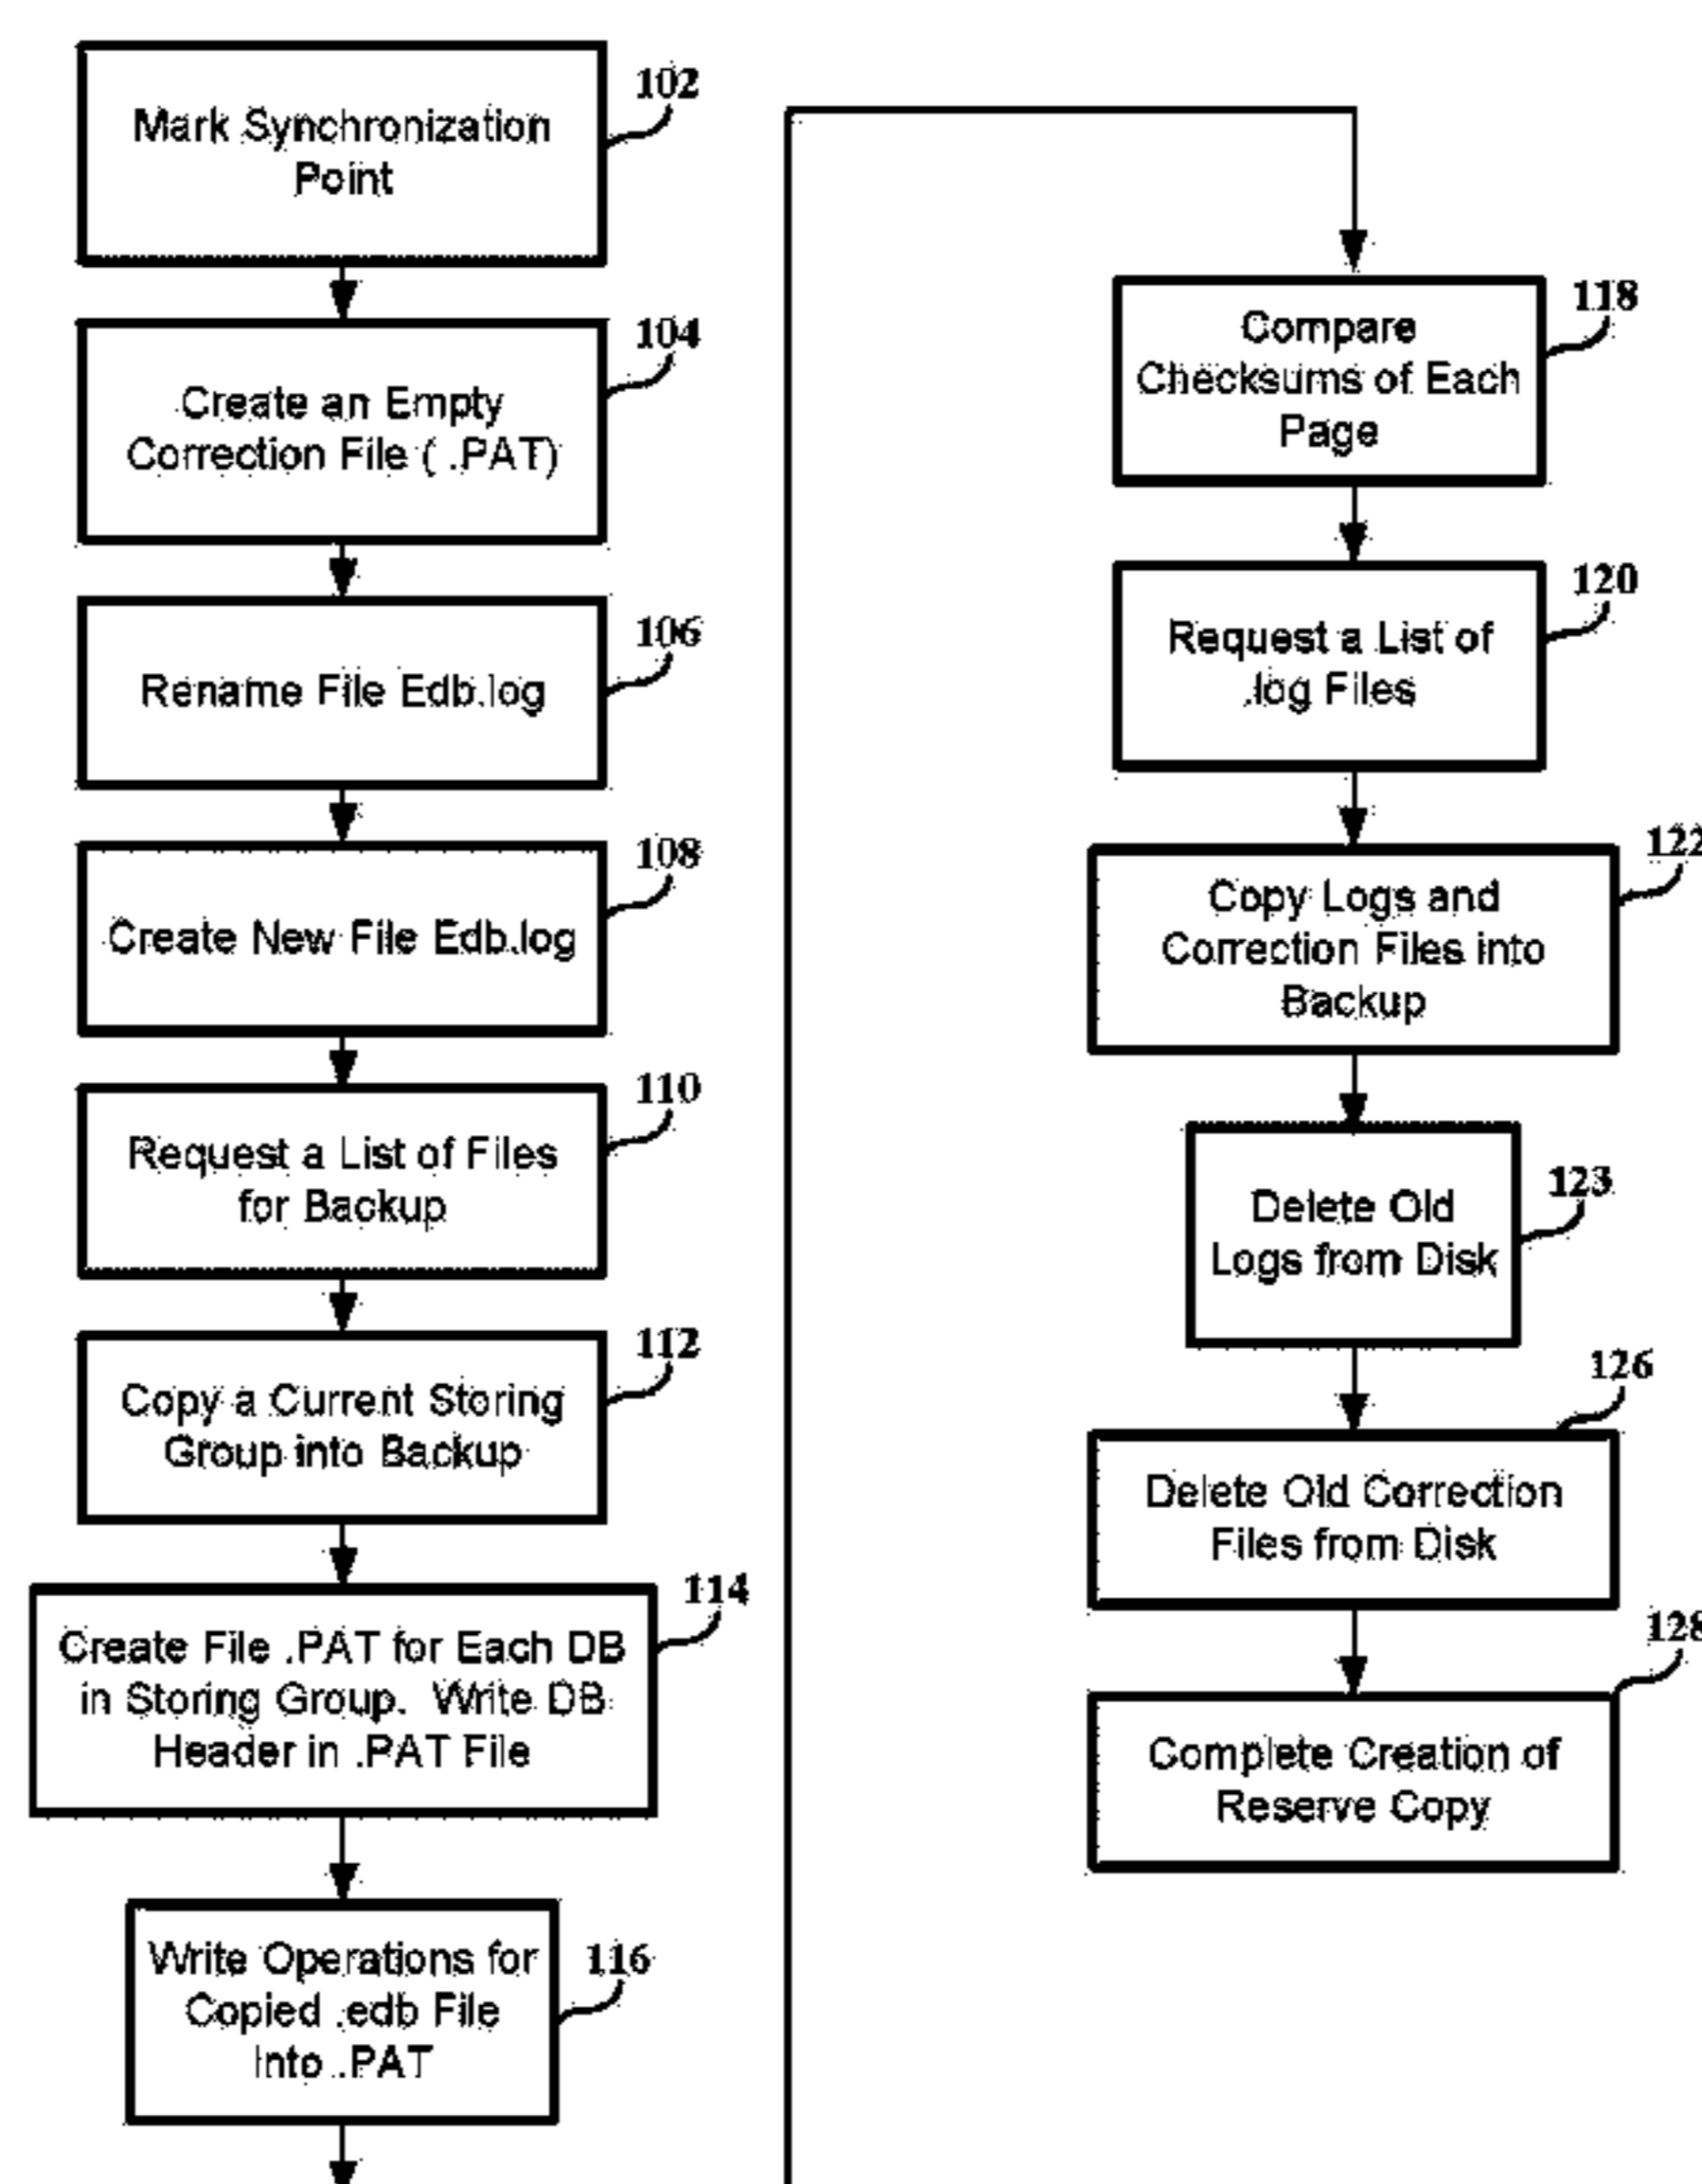 Mark Synchronization
Point
102
Create an Empty
Correction File ( .PAT)
104
Rename File Edb.log
106
Create New File Edb.log
108
Request a List of Files
for Backup
110
Copy a Current Storing
Group into Backup
112
Create File .PAT for Each DB
in Storing Group. Write DB
Header in .PAT File
114
Write Operations for
Copied .edb File
Into .PAT
116
Compare
Checksums of Each
Page
118
Request a List of
.log Files
120
Copy Logs and
Correction Files into
Backup
122
Delete Old
Logs from Disk
123
Delete Old Correction
Files from Disk
126
Complete Creation of
Reserve Copy
128